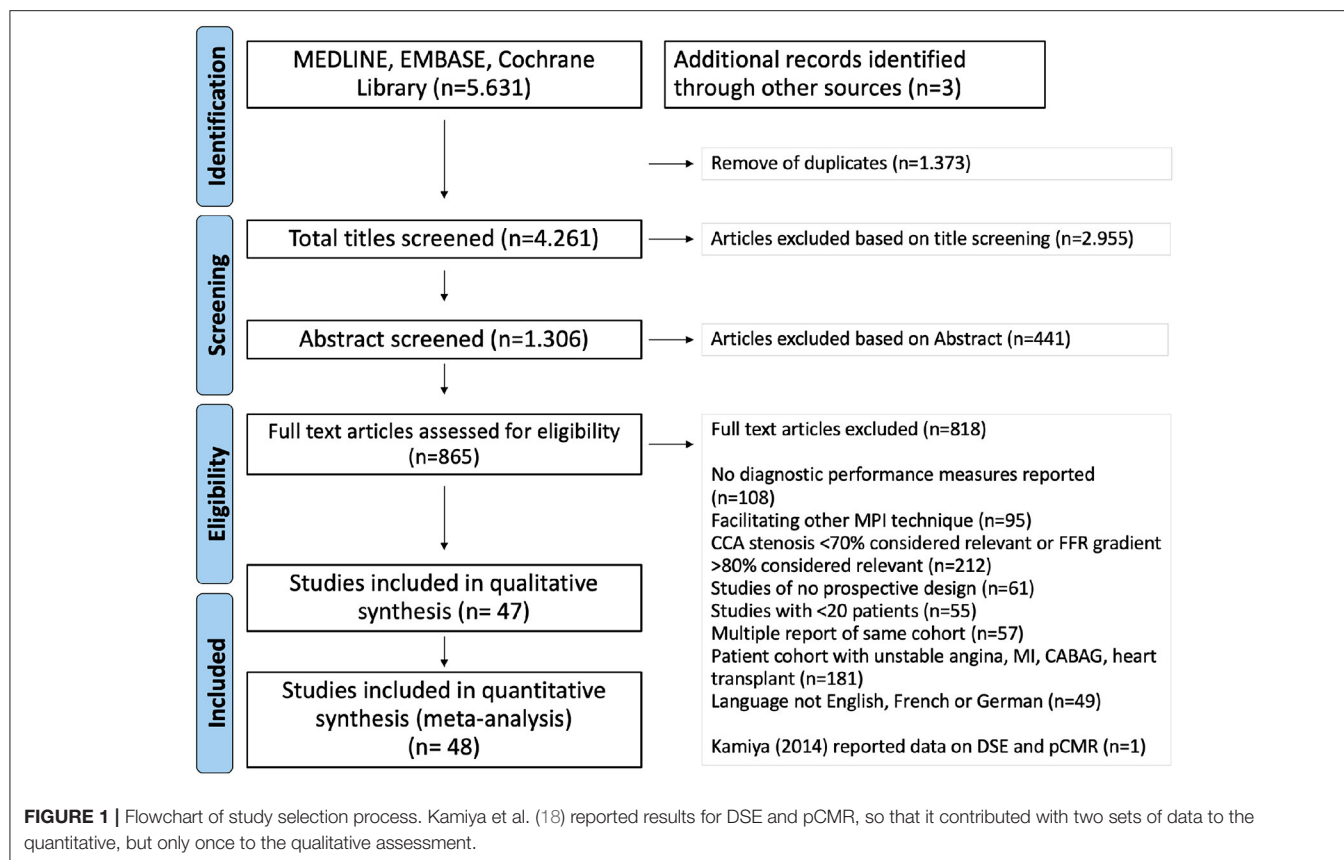 Identification
MEDLINE, EMBASE, Cochrane
Library (n=5.631)
Additional records identified
through other sources (n=3)
Remove of duplicates (n=1.373)
Screening
Total titles screened (n=4.261)
Articles excluded based on title screening (n=2.955)
Abstract screened (n=1.306)
Articles excluded based on Abstract (n=441)
Eligibility
Full text articles assessed for eligibility
(n=865)
Full text articles excluded (n=818)
No diagnostic performance measures reported
(n=108)
Facilitating other MPI technique (n=95)
CCA stenosis <70% considered relevant or FFR gradient
>80% considered relevant (n=212)
Studies of no prospective design (n=61)
Studies with <20 patients (n=55)
Multiple report of same cohort (n=57)
Patient cohort with unstable angina, MI, CABAG, heart
transplant (n=181)
Language not English, French or German (n=49)
Kamiya (2014) reported data on DSE and pCMR (n=1)
Included
Studies included in qualitative
synthesis (n= 47)
Studies included in quantitative
synthesis (meta-analysis)
(n= 48)
FIGURE 1 | Flowchart of study selection process. Kamiya et al. (18) reported results for DSE and pCMR, so that it contributed with two sets of data to the
quantitative, but only once to the qualitative assessment.